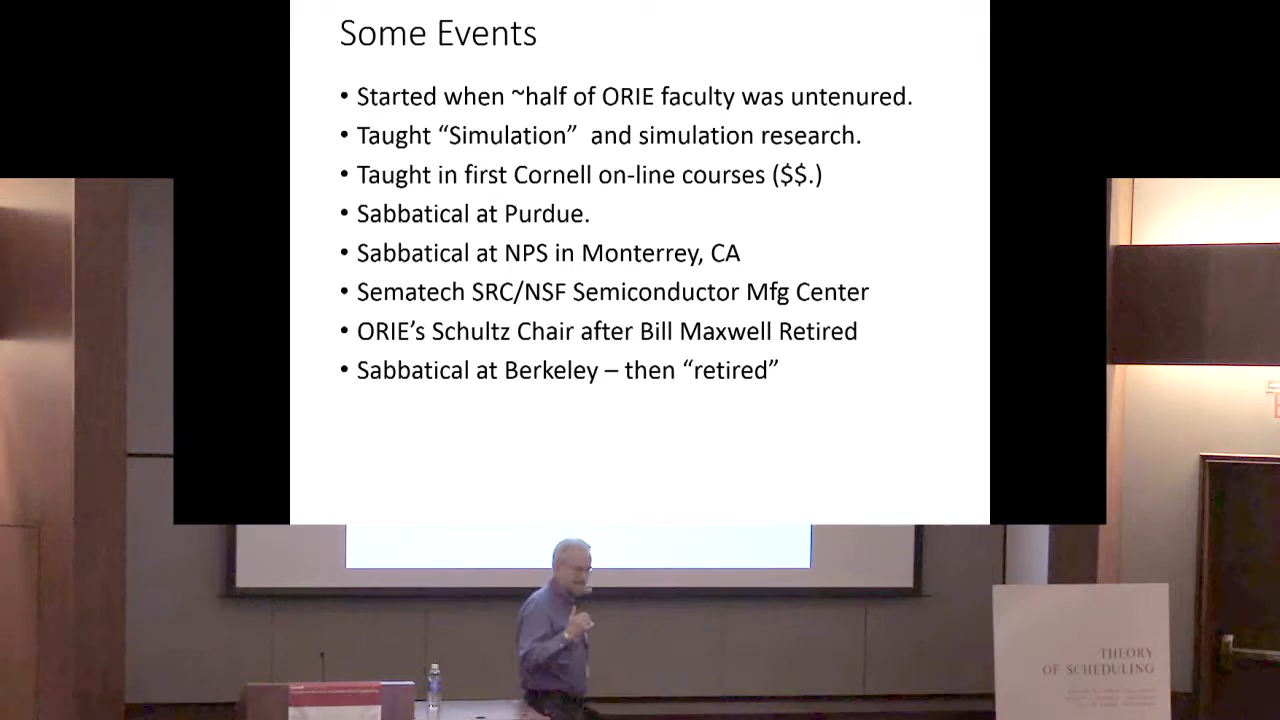 Some Events
• Started when ~half of ORIE faculty was untenured.
• Taught “Simulation”  and simulation research.
• Taught in first Cornell on-line courses ($$.)
• Sabbatical at Purdue.
• Sabbatical at NPS in Monterrey, CA
• Sematech SRC/NSF Semiconductor Mfg Center
• ORIE’s Schultz Chair after Bill Maxwell Retired
• Sabbatical at Berkeley – then “retired”
THEORY
OF SCHEDULING